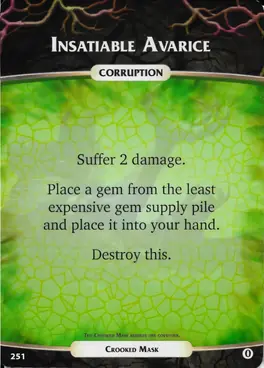 INSATIABLE AVARICE
CORRUPTION
Suffer 2 damage.
Place a gem from the least
expensive gem supply pile
and place it into your hand.
Destroy this.
CROOKED MASK
251
0